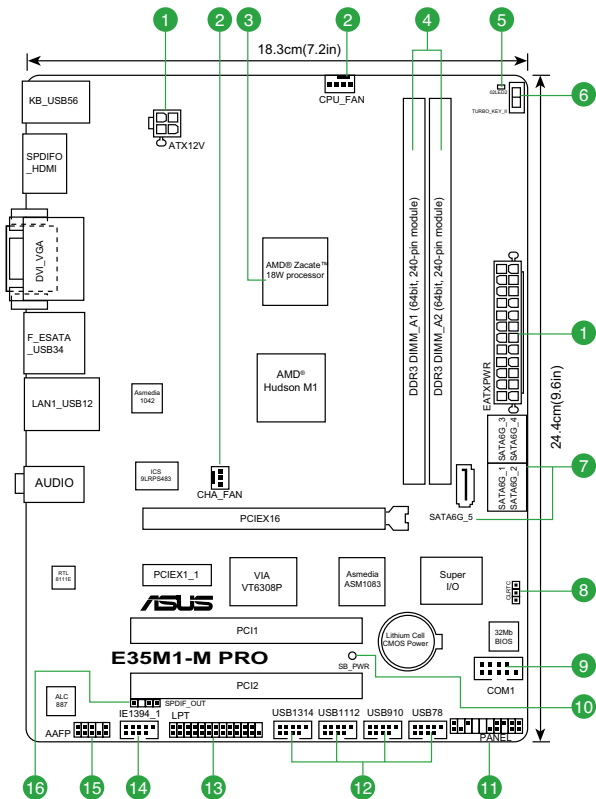 1
2
3
2
4
5
6
18.3cm(7.2in)
KB_USB56
CPU_FAN
O2LED2
TURBO_KEY_II
ATX12V
SPDIFO
_HDMI
DVI_VGA
AMD® Zacate™
18W processor
DDR3 DIMM_A1 (64bit, 240-pin module)
DDR3 DIMM_A2 (64bit, 240-pin module)
EATXPWR
1
24.4cm(9.6in)
F_ESATA
_USB34
AMD®
Hudson M1
LAN1_USB12
Asmedia
1042
SATA6G_3
SATA6G_4
AUDIO
ICS
9LRPS483
CHA_FAN
SATA6G_1
SATA6G_2
7
SATA6G_5
PCIEX16
RTL
8111E
PCIEX1_1
VIA
VT6308P
Asmedia
ASM1083
Super
I/O
CLRTC
8
ASUS
PCI1
Lithium Cell
CMOS Power
32Mb
BIOS
E35M1-M PRO
SB_PWR
9
COM1
PCI2
10
ALC
887
SPDIF_OUT
IE1394_1
LPT
USB1314
USB1112
USB910
USB78
AAFP
PANEL
16
15
14
13
12
11